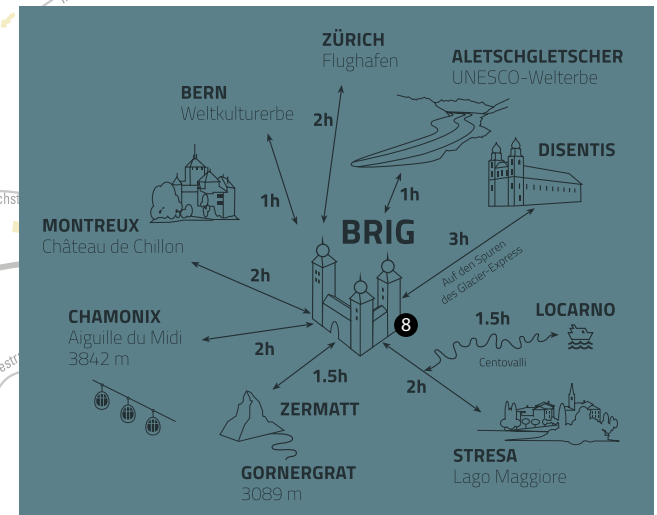 ZÜRICH
Flughafen
2h
ALETSCHGLETSCHER
UNESCO-Welterbe
1h
BERN
Weltkulturerbe
1h
DISENTIS
3h
Auf den Spuren
des Glacier-Express
BRIG
8
MONTREUX
Château de Chillon
2h
CHAMONIX
Aiguille du Midi
3842 m
2h
LOCARNO
1.5h
Centovalli
2h
STRESA
Lago Maggiore
1.5h
ZERMATT
GORNERGRAT
3089 m